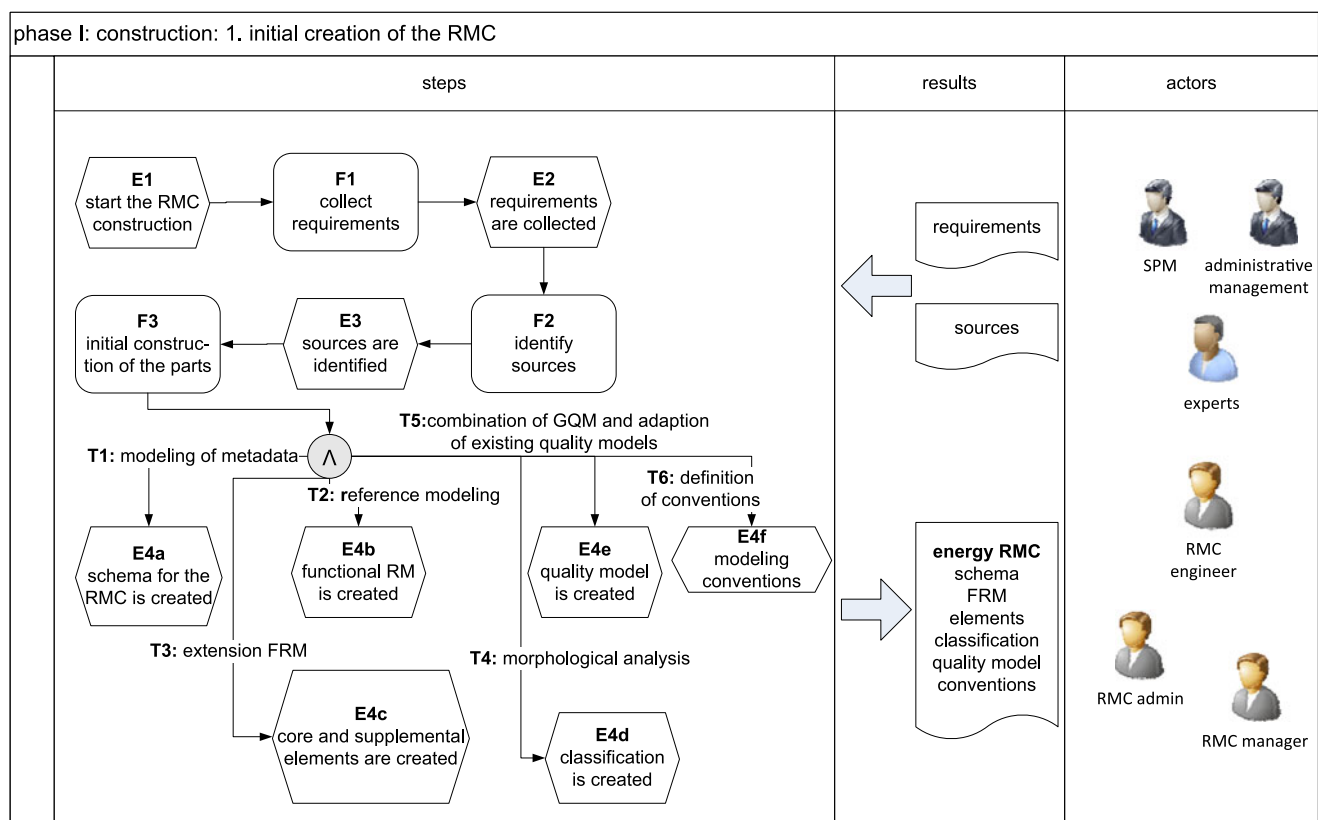 phase I: construction: 1. initial creation of the RMC
steps
results
actors
E1
start the RMC
construction
F1
collect
requirements
E2
requirements
are collected
F3
initial construc-
tion of the parts
E3
sources are
identified
F2
identify
sources
T5:combination of GQM and adaption
of existing quality models
T1: modeling of metadata
Λ
T2: reference modeling
T6: definition
of conventions
E4a
schema for the
RMC is created
E4b
functional RM
is created
E4e
quality model
is created
E4f
modeling
conventions
T3: extension FRM
T4: morphological analysis
E4c
core and supplemental
elements are created
E4d
classification
is created
requirements
sources
energy RMC
schema
FRM
elements
classification
quality model
conventions
SPM
administrative
management
experts
RMC
engineer
RMC admin
RMC manager